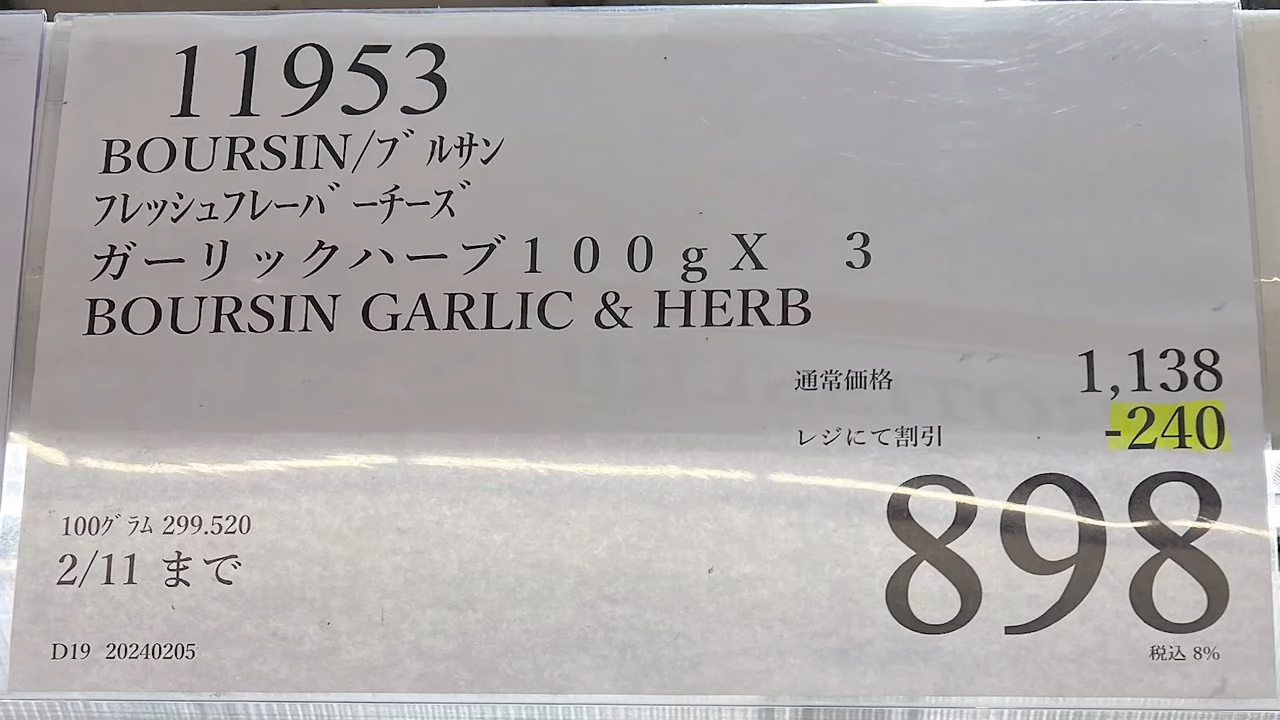 11953
BOURSIN/ブルサン
フレッシュフレーバーチーズ
ガーリックハーブ１００ｇＸ　３
BOURSIN GARLIC & HERB
通常価格 1,138
レジにて割引 -240
898
100グラム 299.520
2/11 まで
D19 20240205
税込 8%